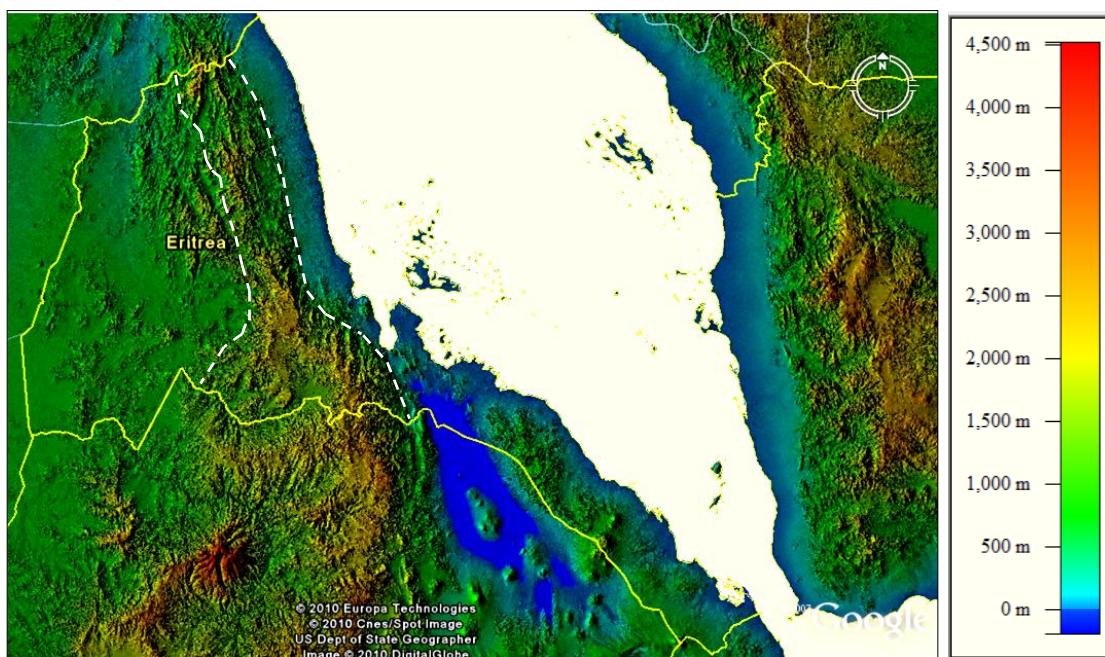 N
Eritrea
© 2010 Europa Technologies
© 2010 Cnes/Spot Image
US Dept of State Geographer
Image © 2010 DigitalGlobe
Google
4,500 m
4,000 m
3,500 m
3,000 m
2,500 m
2,000 m
1,500 m
1,000 m
500 m
0 m